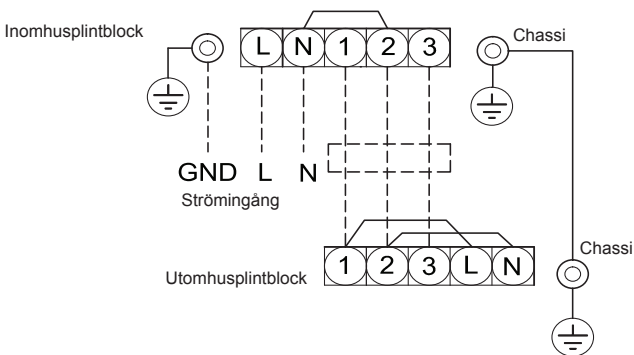 Inomhusplintblock
L N 1 2 3
Chassi
GND L N
Strömingång
Chassi
Utomhusplintblock
1 2 3 L N